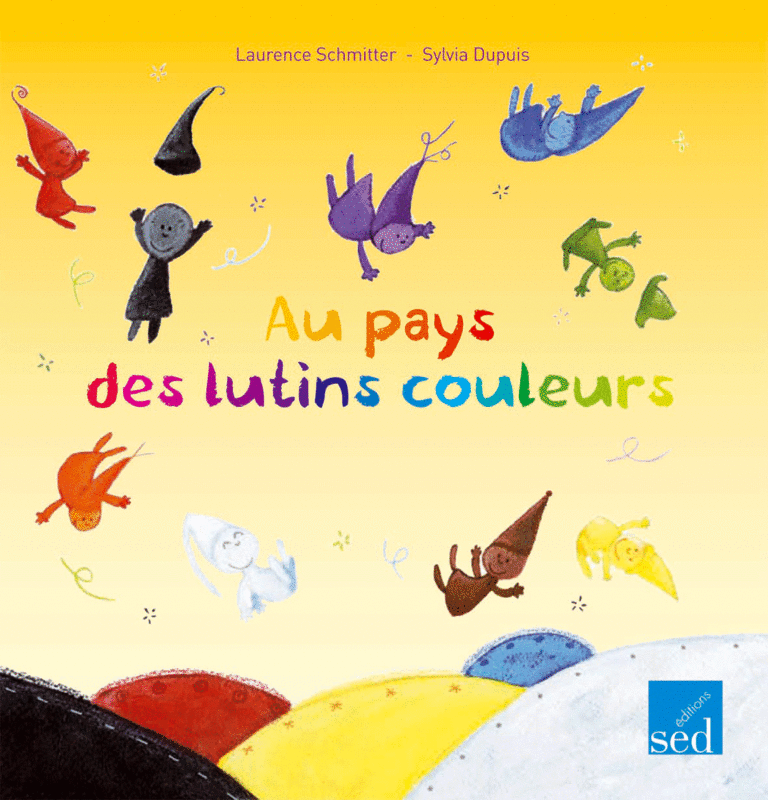 Laurence Schmitter - Sylvia Dupuis
Au pays
des lutins couleurs
éditions
sed